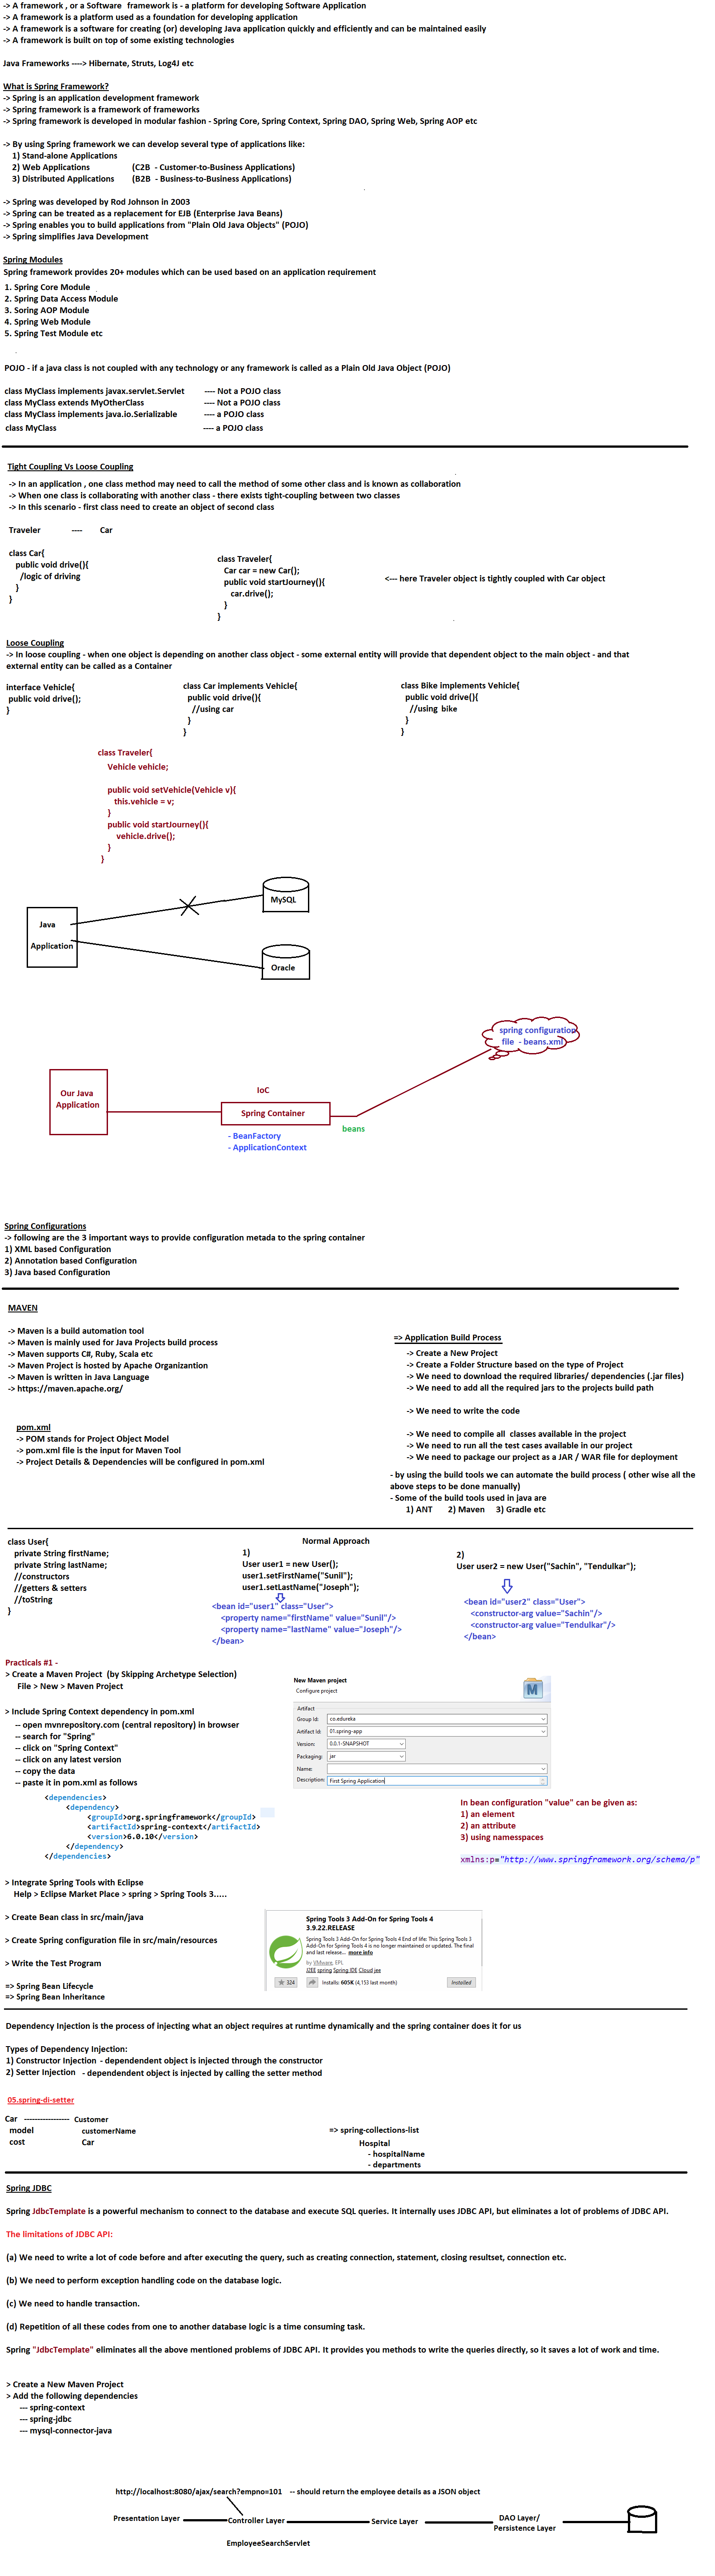 -> A framework , or a Software  framework is - a platform for developing Software Application
-> A framework is a platform used as a foundation for developing application
-> A framework is a software for creating (or) developing Java application quickly and efficiently and can be maintained easily
-> A framework is built on top of some existing technologies
Java Frameworks ----> Hibernate, Struts, Log4J etc
What is Spring Framework?
-> Spring is an application development framework
-> Spring framework is a framework of frameworks
-> Spring framework is developed in modular fashion - Spring Core, Spring Context, Spring DAO, Spring Web, Spring AOP etc
-> By using Spring framework we can develop several type of applications like:
1) Stand-alone Applications
2) Web Applications (C2B - Customer-to-Business Applications)
3) Distributed Applications (B2B - Business-to-Business Applications)
-> Spring was developed by Rod Johnson in 2003
-> Spring can be treated as a replacement for EJB (Enterprise Java Beans)
-> Spring enables you to build applications from "Plain Old Java Objects" (POJO)
-> Spring simplifies Java Development
Spring Modules
Spring framework provides 20+ modules which can be used based on an application requirement
1. Spring Core Module
2. Spring Data Access Module
3. Soring AOP Module
4. Spring Web Module
5. Spring Test Module etc
POJO - if a java class is not coupled with any technology or any framework is called as a Plain Old Java Object (POJO)
class MyClass implements javax.servlet.Servlet ---- Not a POJO class
class MyClass extends MyOtherClass ---- Not a POJO class
class MyClass implements java.io.Serializable ---- a POJO class
class MyClass ---- a POJO class
Tight Coupling Vs Loose Coupling
-> In an application , one class method may need to call the method of some other class and is known as collaboration
-> When one class is collaborating with another class - there exists tight-coupling between two classes
-> In this scenario - first class need to create an object of second class
Traveler ---- Car
class Car{
public void drive(){
/logic of driving
}
}
class Traveler{
Car car = new Car();
public void startJourney(){
car.drive();
}
}
<--- here Traveler object is tightly coupled with Car object
Loose Coupling
-> In loose coupling - when one object is depending on another class object - some external entity will provide that dependent object to the main object - and that
external entity can be called as a Container
interface Vehicle{
public void drive();
}
class Car implements Vehicle{
public void drive(){
//using car
}
}
class Bike implements Vehicle{
public void drive(){
//using bike
}
}
class Traveler{
Vehicle vehicle;
public void setVehicle(Vehicle v){
this.vehicle = v;
}
public void startJourney(){
vehicle.drive();
}
}
MySQL
Java
Application
Oracle
spring configuration
file - beans.xml
Our Java
Application
IoC
Spring Container
beans
- BeanFactory
- ApplicationContext
Spring Configurations
-> following are the 3 important ways to provide configuration metada to the spring container
1) XML based Configuration
2) Annotation based Configuration
3) Java based Configuration
MAVEN
-> Maven is a build automation tool
-> Maven is mainly used for Java Projects build process
-> Maven supports C#, Ruby, Scala etc
-> Maven Project is hosted by Apache Organizantion
-> Maven is written in Java Language
-> https://maven.apache.org/
pom.xml
-> POM stands for Project Object Model
-> pom.xml file is the input for Maven Tool
-> Project Details & Dependencies will be configured in pom.xml
=> Application Build Process
-> Create a New Project
-> Create a Folder Structure based on the type of Project
-> We need to download the required libraries/ dependencies (.jar files)
-> We need to add all the required jars to the projects build path
-> We need to write the code
-> We need to compile all  classes available in the project
-> We need to run all the test cases available in our project
-> We need to package our project as a JAR / WAR file for deployment
- by using the build tools we can automate the build process ( other wise all the
above steps to be done manually)
- Some of the build tools used in java are
1) ANT 2) Maven 3) Gradle etc
class User{
private String firstName;
private String lastName;
//constructors
//getters & setters
//toString
}
Normal Approach
1)
User user1 = new User();
user1.setFirstName("Sunil");
user1.setLastName("Joseph");
<bean id="user1" class="User">
<property name="firstName" value="Sunil"/>
<property name="lastName" value="Joseph"/>
</bean>
2)
User user2 = new User("Sachin", "Tendulkar");
<bean id="user2" class="User">
<constructor-arg value="Sachin"/>
<constructor-arg value="Tendulkar"/>
</bean>
Practicals #1 -
> Create a Maven Project  (by Skipping Archetype Selection)
File > New > Maven Project
> Include Spring Context dependency in pom.xml
-- open mvnrepository.com (central repository) in browser
-- search for "Spring"
-- click on "Spring Context"
-- click on any latest version
-- copy the data
-- paste it in pom.xml as follows
<dependencies>
<dependency>
<groupId>org.springframework</groupId>
<artifactId>spring-context</artifactId>
<version>6.0.10</version>
</dependency>
</dependencies>
New Maven project
Configure project
M
Artifact
Group Id: co.edureka
Artifact Id: 01.spring-app
Version: 0.0.1-SNAPSHOT
Packaging: jar
Name:
Description: First Spring Application
In bean configuration "value" can be given as:
1) an element
2) an attribute
3) using namesspaces
xmlns:p="http://www.springframework.org/schema/p"
> Integrate Spring Tools with Eclipse
Help > Eclipse Market Place > spring > Spring Tools 3.....
> Create Bean class in src/main/java
> Create Spring configuration file in src/main/resources
> Write the Test Program
=> Spring Bean Lifecycle
=> Spring Bean Inheritance
Spring Tools 3 Add-On for Spring Tools 4
3.9.22.RELEASE
Spring Tools 3 Add-On for Spring Tools 4 End of life: This Spring Tools 3
Add-On for Spring Tools 4 is no longer maintained or updated. The final
and last release... more info
by VMware, EPL
J2EE spring Spring IDE Cloud jee
324 Installs: 605K (4,153 last month) Installed
Dependency Injection is the process of injecting what an object requires at runtime dynamically and the spring container does it for us
Types of Dependency Injection:
1) Constructor Injection - dependendent object is injected through the constructor
2) Setter Injection - dependendent object is injected by calling the setter method
05.spring-di-setter
Car ----------------- Customer
model customerName
cost Car
=> spring-collections-list
Hospital
- hospitalName
- departments
Spring JDBC
Spring JdbcTemplate is a powerful mechanism to connect to the database and execute SQL queries. It internally uses JDBC API, but eliminates a lot of problems of JDBC API.
The limitations of JDBC API:
(a) We need to write a lot of code before and after executing the query, such as creating connection, statement, closing resultset, connection etc.
(b) We need to perform exception handling code on the database logic.
(c) We need to handle transaction.
(d) Repetition of all these codes from one to another database logic is a time consuming task.
Spring "JdbcTemplate" eliminates all the above mentioned problems of JDBC API. It provides you methods to write the queries directly, so it saves a lot of work and time.
> Create a New Maven Project
> Add the following dependencies
--- spring-context
--- spring-jdbc
--- mysql-connector-java
http://localhost:8080/ajax/search?empno=101 -- should return the employee details as a JSON object
Presentation Layer
Controller Layer
Service Layer
DAO Layer/
Persistence Layer
EmployeeSearchServlet